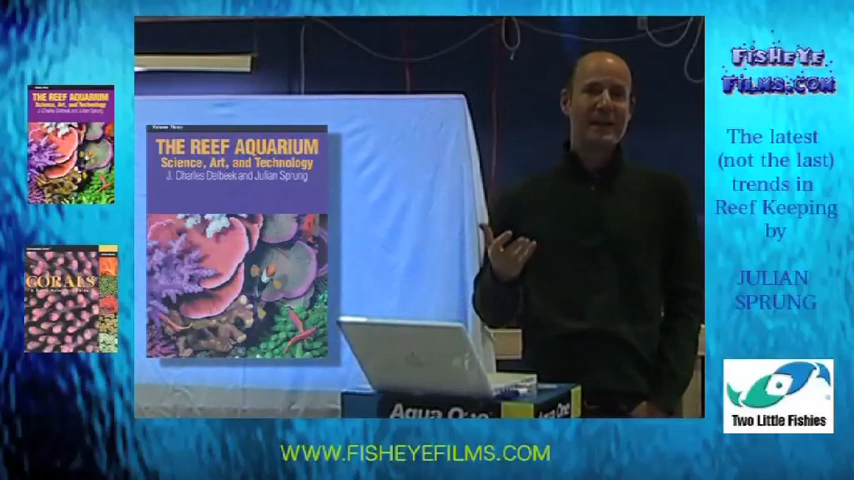 THE REEF AQUARIUM
Science, Art, and Technology
J. Charles Delbeek and Julian Sprung
CORALS
Volume Three
THE REEF AQUARIUM
Science, Art, and Technology
J. Charles Delbeek and Julian Sprung
Aqua One
Aqua One
FISHEYE
FILMS.COM
The latest
(not the last)
trends in
Reef Keeping
by
JULIAN
SPRUNG
Two Little Fishies
WWW.FISHEYEFILMS.COM